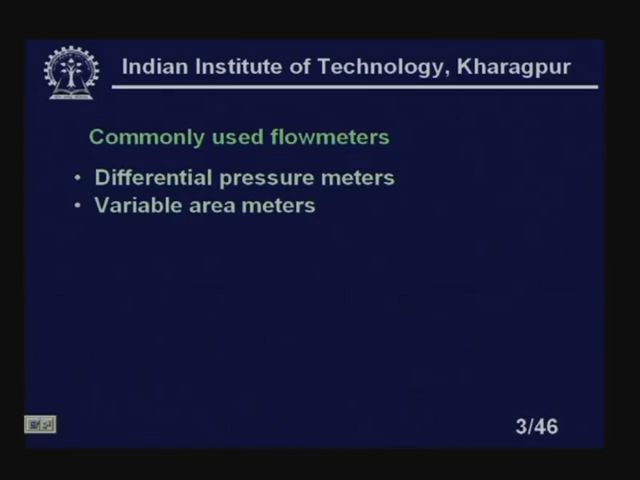 Indian Institute of Technology, Kharagpur
Commonly used flowmeters
• Differential pressure meters
• Variable area meters
3/46